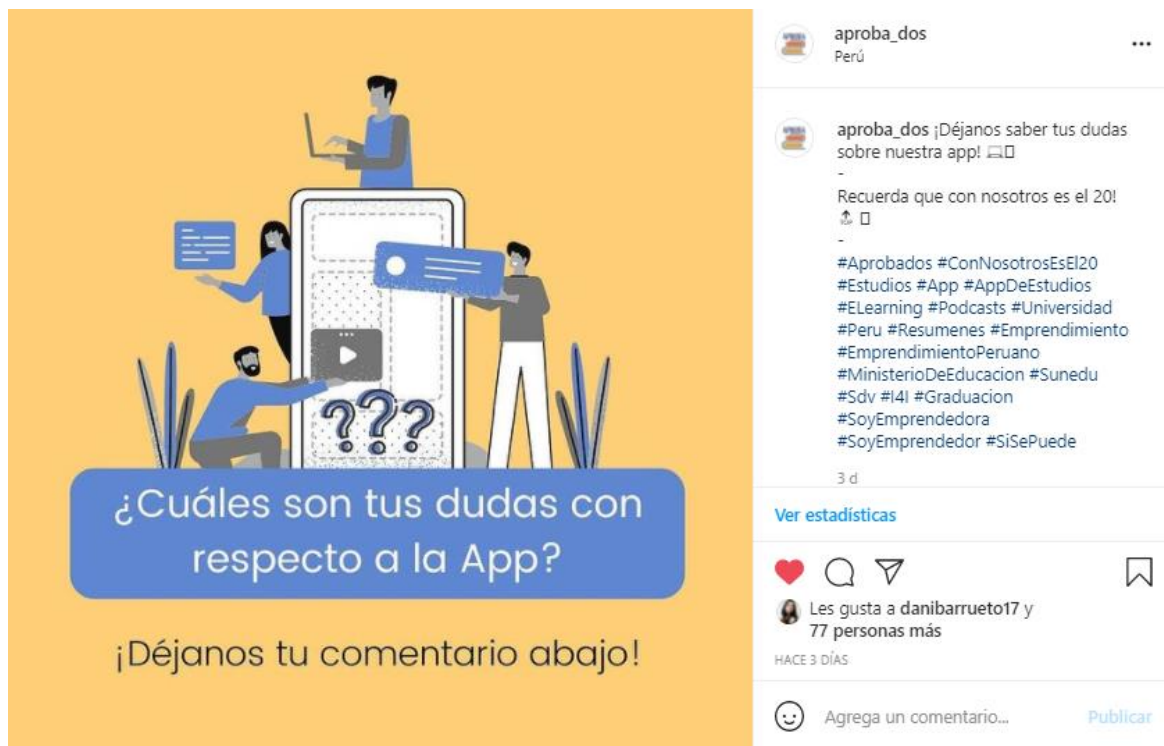 ¿Cuáles son tus dudas con
respecto a la App?
¡Déjanos tu comentario abajo!
aproba_dos
Perú
aproba_dos ¡Déjanos saber tus dudas
sobre nuestra app!
-
Recuerda que con nosotros es el 20!
-
#Aprobados #ConNosotrosEsEl20
#Estudios #App #AppDeEstudios
#ELearning #Podcasts #Universidad
#Peru #Resumenes #Emprendimiento
#EmprendimientoPeruano
#MinisterioDeEducacion #Sunedu
#Sdv #I4I #Graduacion
#SoyEmprendedora
#SoyEmprendedor #SiSePuede
3 d
Ver estadísticas
Les gusta a danibarrueto17 y
77 personas más
HACE 3 DÍAS
Agrega un comentario... Publicar
???